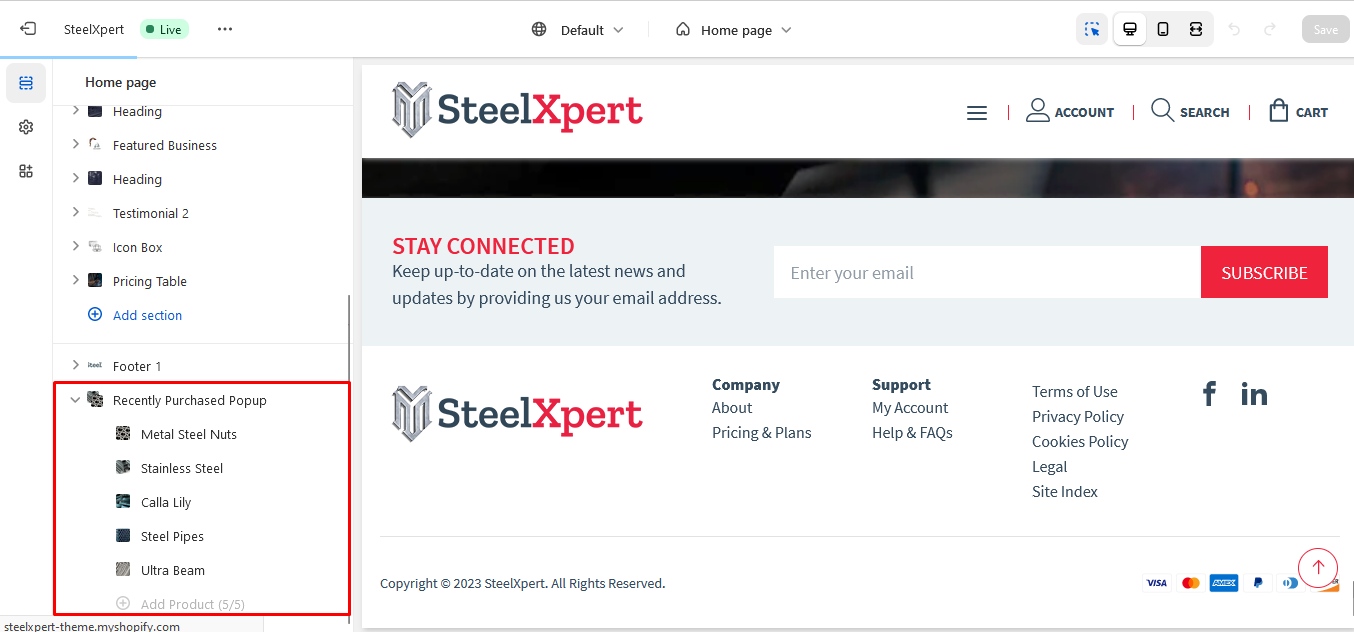 SteelXpert
Live
Default
Home page
Save
Home page
Heading
Featured Business
Heading
Testimonial 2
Icon Box
Pricing Table
Add section
Footer 1
Recently Purchased Popup
Metal Steel Nuts
Stainless Steel
Calla Lily
Steel Pipes
Ultra Beam
Add Product (5/5)
steelxpert-theme.myshopify.com
SteelXpert
ACCOUNT
SEARCH
CART
STAY CONNECTED
Keep up-to-date on the latest news and
updates by providing us your email address.
Enter your email
SUBSCRIBE
SteelXpert
Company
About
Pricing & Plans
Support
My Account
Help & FAQs
Terms of Use
Privacy Policy
Cookies Policy
Legal
Site Index
Copyright © 2023 SteelXpert. All Rights Reserved.
VISA
AMEX